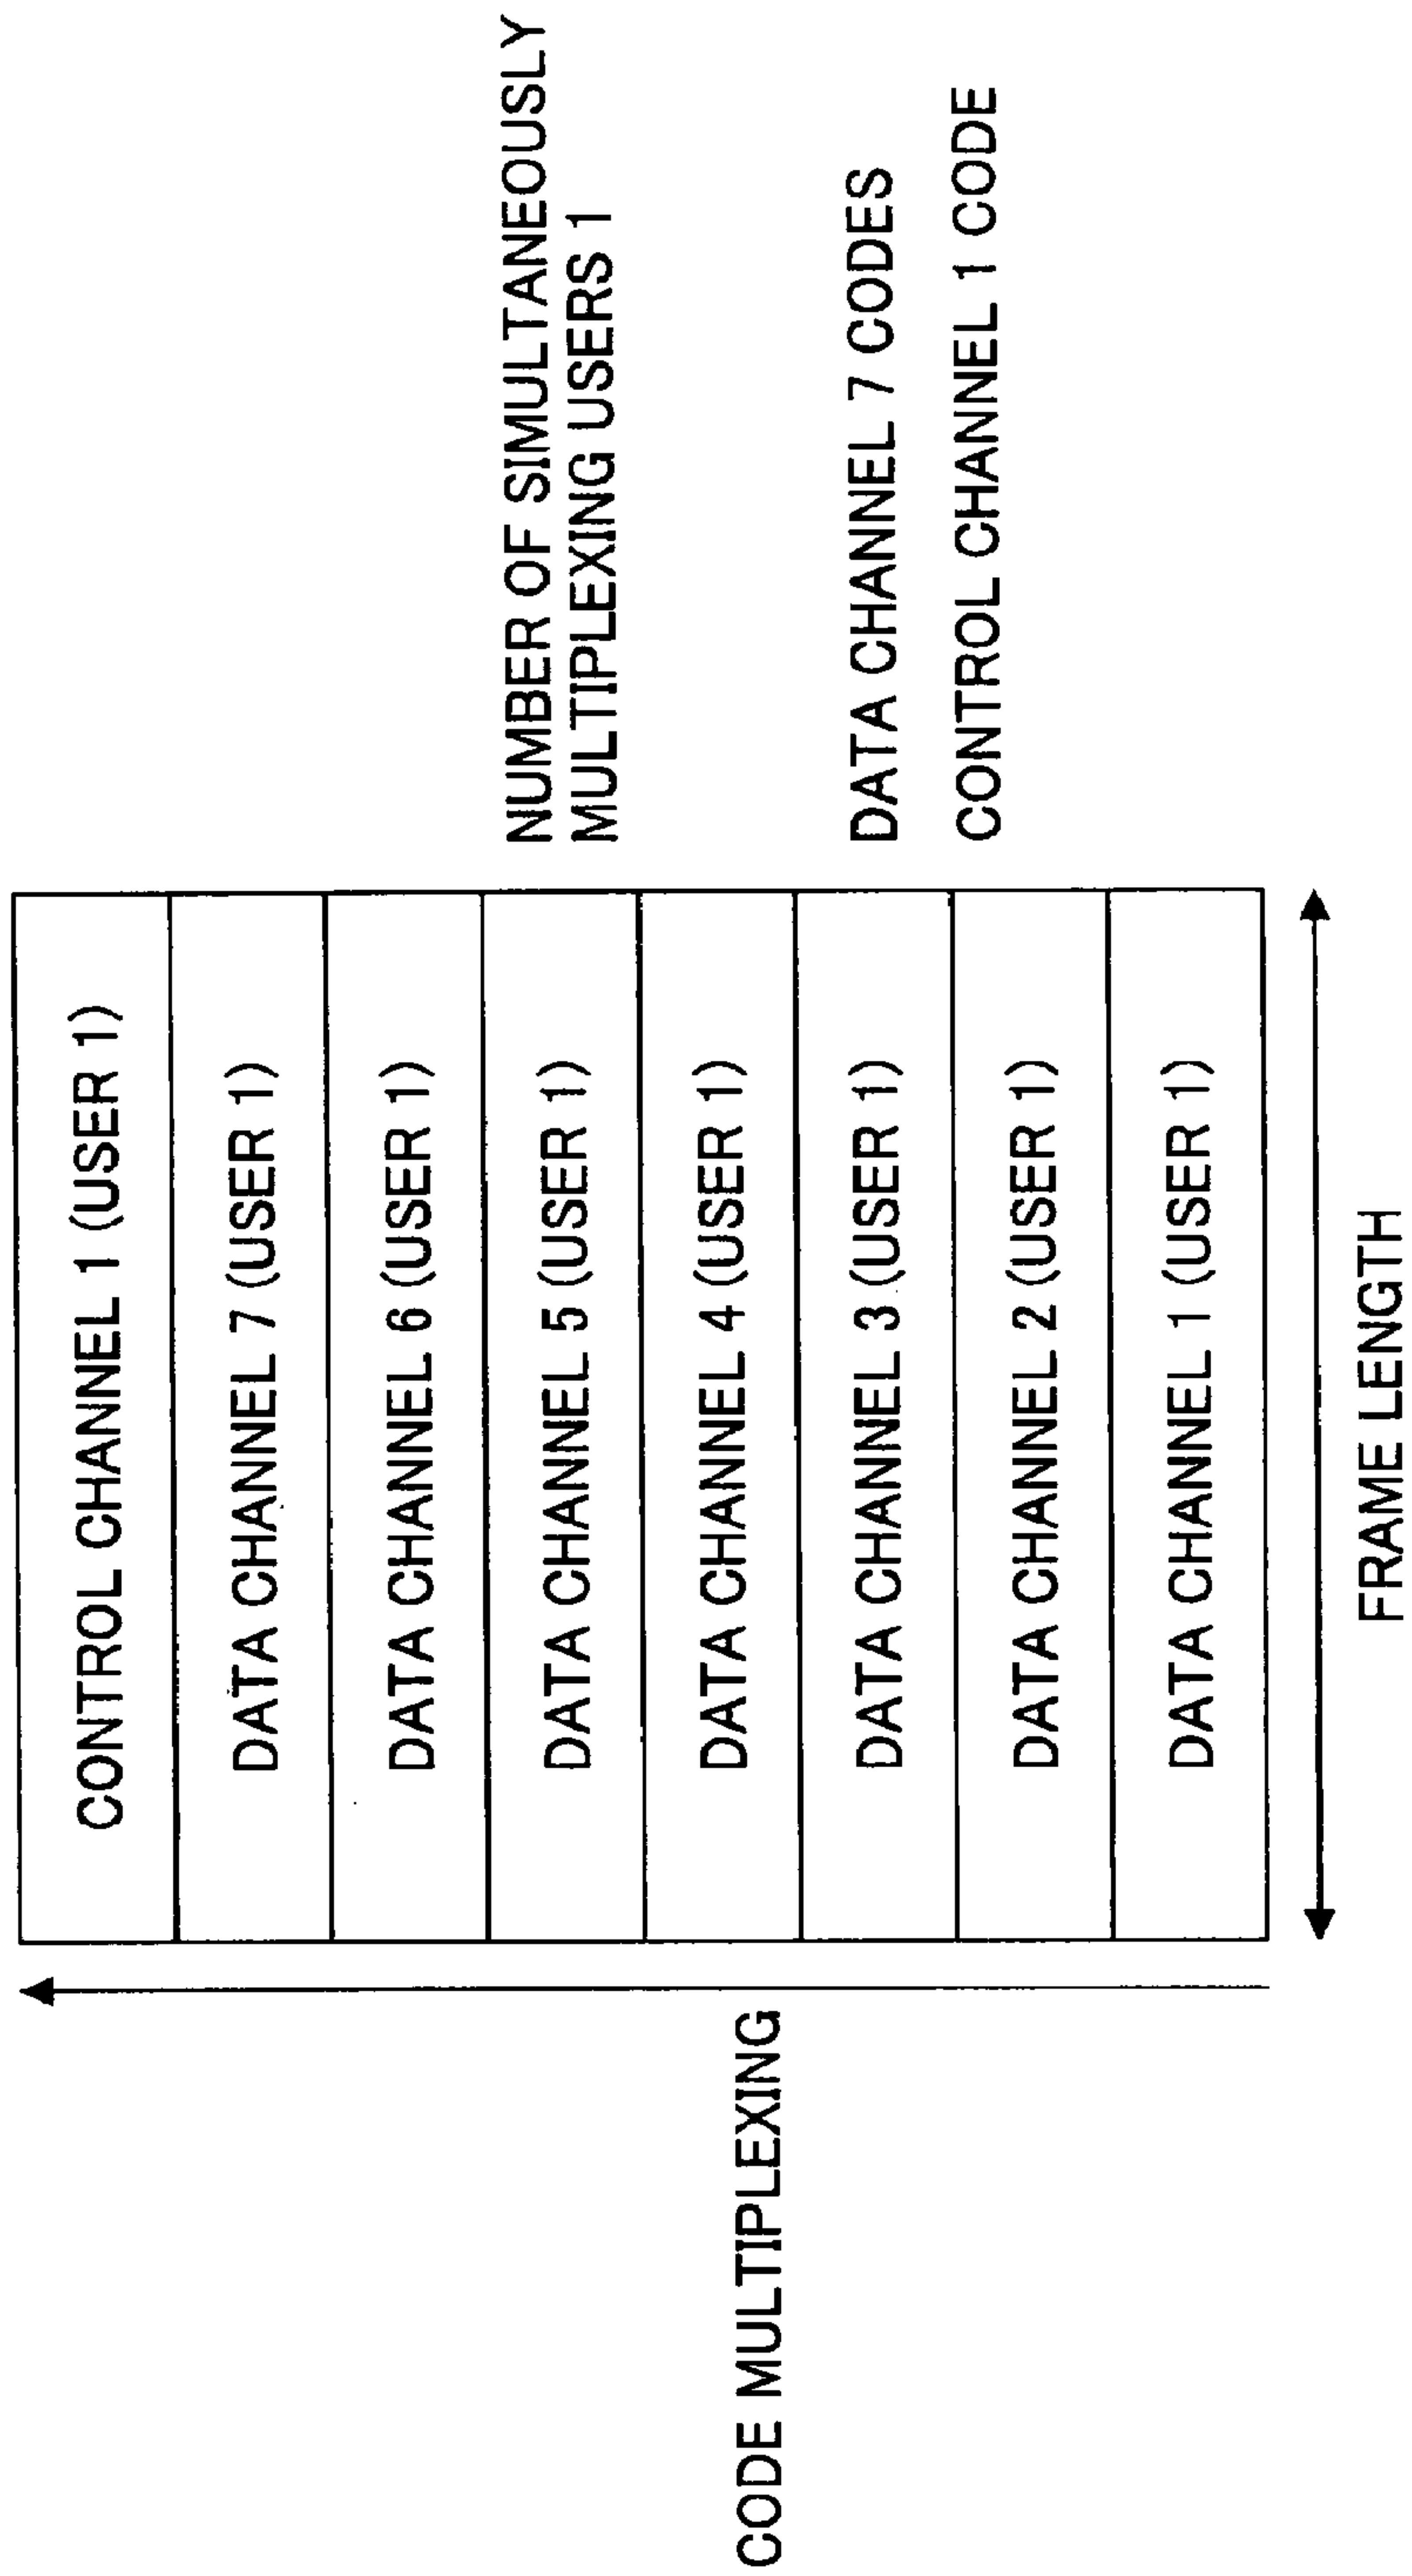 CODE MULTIPLEXING
CONTROL CHANNEL 1 (USER 1)
DATA CHANNEL 7 (USER 1)
DATA CHANNEL 6 (USER 1)
DATA CHANNEL 5 (USER 1)
DATA CHANNEL 4 (USER 1)
DATA CHANNEL 3 (USER 1)
DATA CHANNEL 2 (USER 1)
DATA CHANNEL 1 (USER 1)
FRAME LENGTH
NUMBER OF SIMULTANEOUSLY
MULTIPLEXING USERS 1
DATA CHANNEL 7 CODES
CONTROL CHANNEL 1 CODE